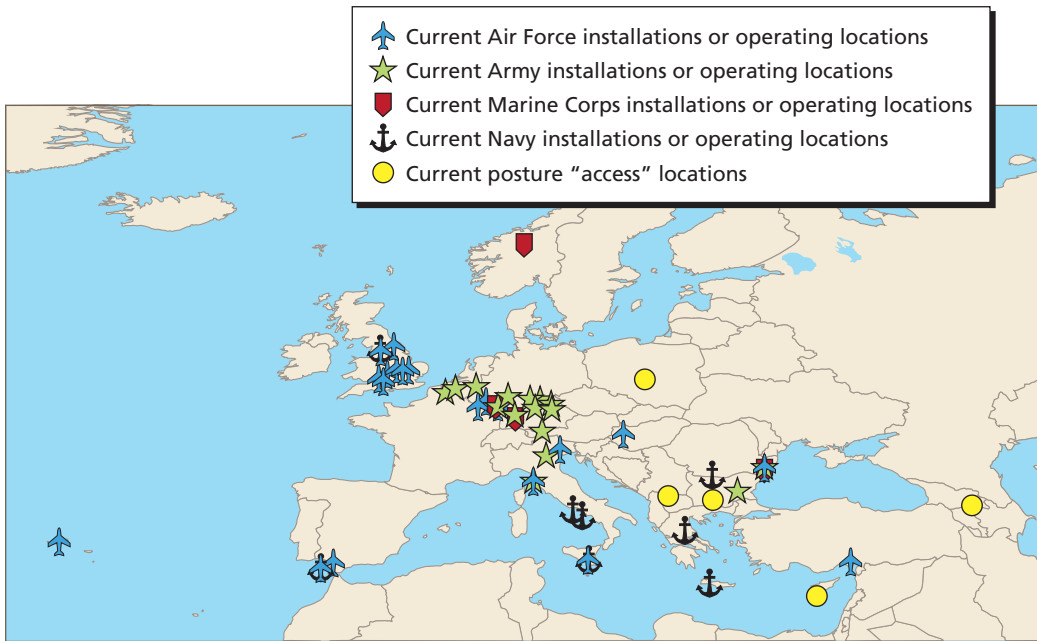 Current Air Force installations or operating locations
Current Army installations or operating locations
Current Marine Corps installations or operating locations
Current Navy installations or operating locations
Current posture “access” locations